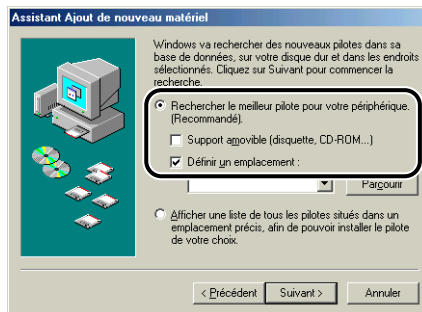 Assistant Ajout de nouveau matériel
Windows va rechercher des nouveaux pilotes dans sa
base de données, sur votre disque dur et dans les endroits
sélectionnés. Cliquez sur Suivant pour commencer la
recherche.
Rechercher le meilleur pilote pour votre périphérique.
(Recommandé).
Support amovible (disquette, CD-ROM...)
Définir un emplacement :
Parcourir
Afficher une liste de tous les pilotes situés dans un
emplacement précis, afin de pouvoir installer le pilote
de votre choix.
< Précédent Suivant > Annuler